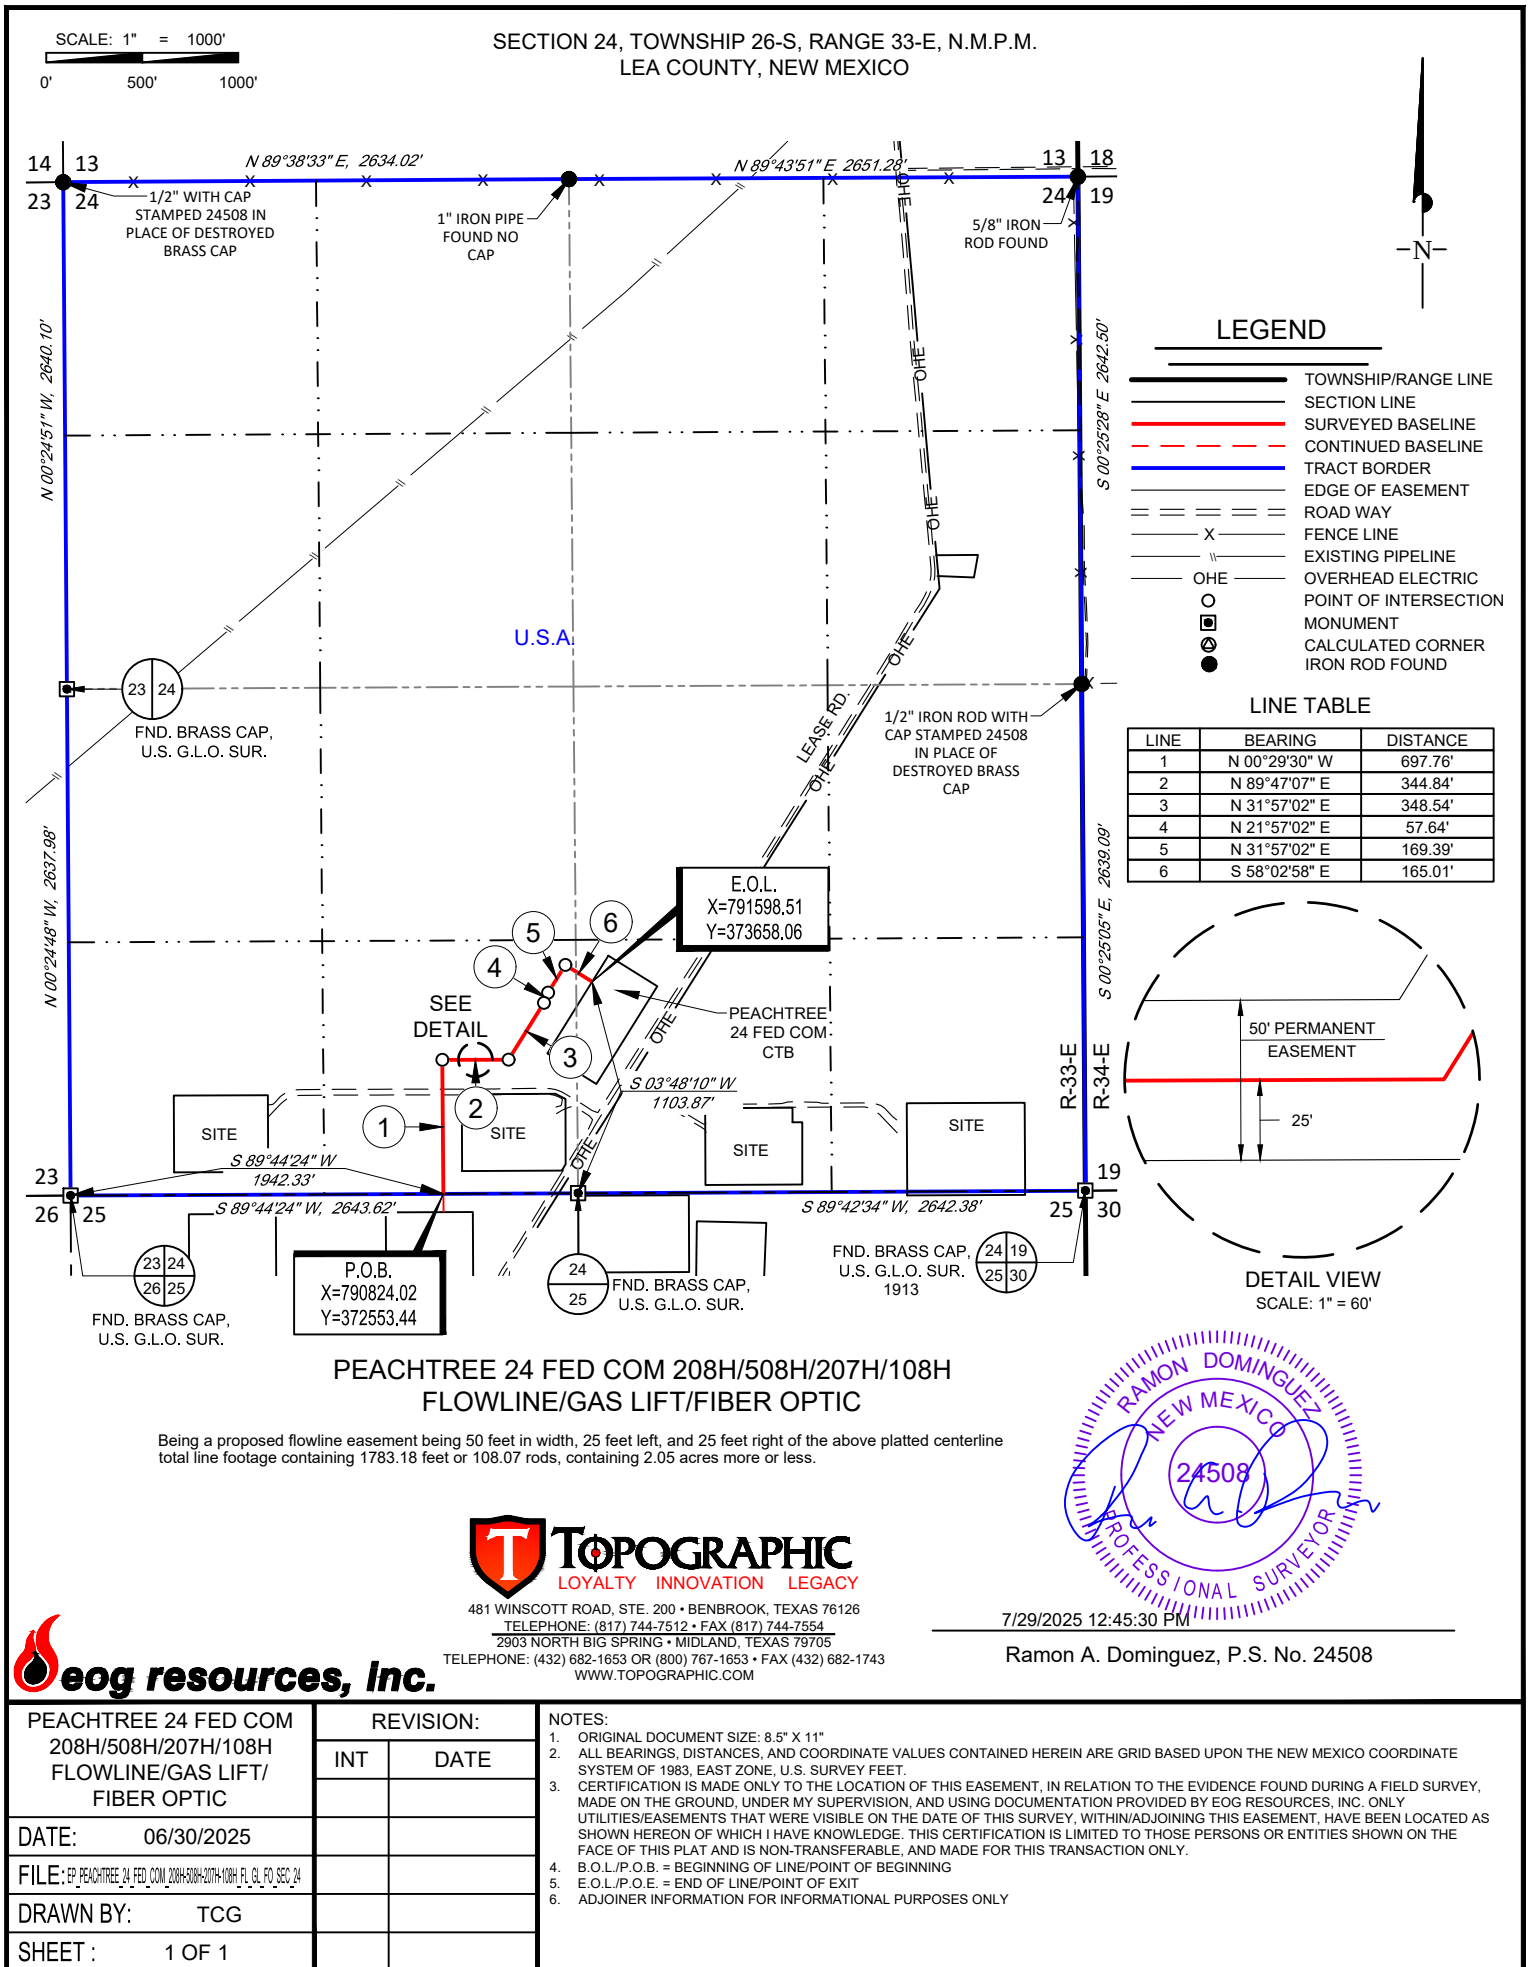 SCALE: 1" = 1000'
0' 500' 1000'
SECTION 24, TOWNSHIP 26-S, RANGE 33-E, N.M.P.M.
LEA COUNTY, NEW MEXICO
N 89°38'33" E, 2634.02'
N 89°43'51" E 2651.28'
14 13
23 24
13 18
24 19
1/2" WITH CAP
STAMPED 24508 IN
PLACE OF DESTROYED
BRASS CAP
1" IRON PIPE
FOUND NO
CAP
5/8" IRON
ROD FOUND
-N-
N 00°24'51" W, 2640.10'
S 00°25'28" E 2642.50'
OHE
OHE
OHE
OHE
OHE
OHE
OHE
LEASE RD.
U.S.A.
23 24
FND. BRASS CAP,
U.S. G.L.O. SUR.
1/2" IRON ROD WITH
CAP STAMPED 24508
IN PLACE OF
DESTROYED BRASS
CAP
N 00°24'48" W, 2637.98'
S 00°25'05" E, 2639.09'
LEGEND
TOWNSHIP/RANGE LINE
SECTION LINE
SURVEYED BASELINE
CONTINUED BASELINE
TRACT BORDER
EDGE OF EASEMENT
ROAD WAY
X FENCE LINE
\\ EXISTING PIPELINE
OHE OVERHEAD ELECTRIC
POINT OF INTERSECTION
MONUMENT
CALCULATED CORNER
IRON ROD FOUND
LINE TABLE
LINE BEARING DISTANCE
1 N 00°29'30" W 697.76'
2 N 89°47'07" E 344.84'
3 N 31°57'02" E 348.54'
4 N 21°57'02" E 57.64'
5 N 31°57'02" E 169.39'
6 S 58°02'58" E 165.01'
E.O.L.
X=791598.51
Y=373658.06
5
6
4
3
2
1
SEE
DETAIL
PEACHTREE
24 FED COM
CTB
S 03°48'10" W
1103.87'
SITE
SITE
SITE
SITE
S 89°44'24" W
1942.33'
S 89°44'24" W, 2643.62'
S 89°42'34" W, 2642.38'
R-33-E
R-34-E
23
26 25
19
25 30
23 24
26 25
FND. BRASS CAP,
U.S. G.L.O. SUR.
P.O.B.
X=790824.02
Y=372553.44
24
25
FND. BRASS CAP,
U.S. G.L.O. SUR.
FND. BRASS CAP,
U.S. G.L.O. SUR.
1913
24 19
25 30
50' PERMANENT
EASEMENT
25'
DETAIL VIEW
SCALE: 1" = 60'
PEACHTREE 24 FED COM 208H/508H/207H/108H
FLOWLINE/GAS LIFT/FIBER OPTIC
Being a proposed flowline easement being 50 feet in width, 25 feet left, and 25 feet right of the above platted centerline
total line footage containing 1783.18 feet or 108.07 rods, containing 2.05 acres more or less.
RAMON DOMINGUEZ
NEW MEXICO
24508
PROFESSIONAL SURVEYOR
7/29/2025 12:45:30 PM
Ramon A. Dominguez, P.S. No. 24508
T TOPOGRAPHIC
LOYALTY INNOVATION LEGACY
481 WINSCOTT ROAD, STE. 200 • BENBROOK, TEXAS 76126
TELEPHONE: (817) 744-7512 • FAX (817) 744-7554
2903 NORTH BIG SPRING • MIDLAND, TEXAS 79705
TELEPHONE: (432) 682-1653 OR (800) 767-1653 • FAX (432) 682-1743
WWW.TOPOGRAPHIC.COM
eog resources, inc.
PEACHTREE 24 FED COM
208H/508H/207H/108H
FLOWLINE/GAS LIFT/
FIBER OPTIC
DATE: 06/30/2025
FILE: EP_PEACHTREE_24_FED_COM_208H-508H-207H-108H_FL_GL_FO_SEC_24
DRAWN BY: TCG
SHEET : 1 OF 1
REVISION:
INT DATE
NOTES:
1. ORIGINAL DOCUMENT SIZE: 8.5" X 11"
2. ALL BEARINGS, DISTANCES, AND COORDINATE VALUES CONTAINED HEREIN ARE GRID BASED UPON THE NEW MEXICO COORDINATE
SYSTEM OF 1983, EAST ZONE, U.S. SURVEY FEET.
3. CERTIFICATION IS MADE ONLY TO THE LOCATION OF THIS EASEMENT, IN RELATION TO THE EVIDENCE FOUND DURING A FIELD SURVEY,
MADE ON THE GROUND, UNDER MY SUPERVISION, AND USING DOCUMENTATION PROVIDED BY EOG RESOURCES, INC. ONLY
UTILITIES/EASEMENTS THAT WERE VISIBLE ON THE DATE OF THIS SURVEY, WITHIN/ADJOINING THIS EASEMENT, HAVE BEEN LOCATED AS
SHOWN HEREON OF WHICH I HAVE KNOWLEDGE. THIS CERTIFICATION IS LIMITED TO THOSE PERSONS OR ENTITIES SHOWN ON THE
FACE OF THIS PLAT AND IS NON-TRANSFERABLE, AND MADE FOR THIS TRANSACTION ONLY.
4. B.O.L./P.O.B. = BEGINNING OF LINE/POINT OF BEGINNING
5. E.O.L./P.O.E. = END OF LINE/POINT OF EXIT
6. ADJOINER INFORMATION FOR INFORMATIONAL PURPOSES ONLY